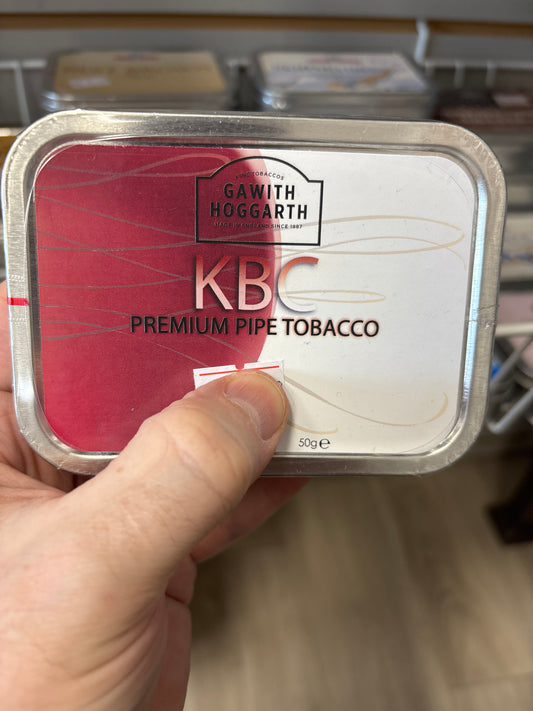 FINE TOBACCOS
GAWITH
HOGGARTH
MADE IN ENGLAND SINCE 1887
KBC
PREMIUM PIPE TOBACCO
50g℮